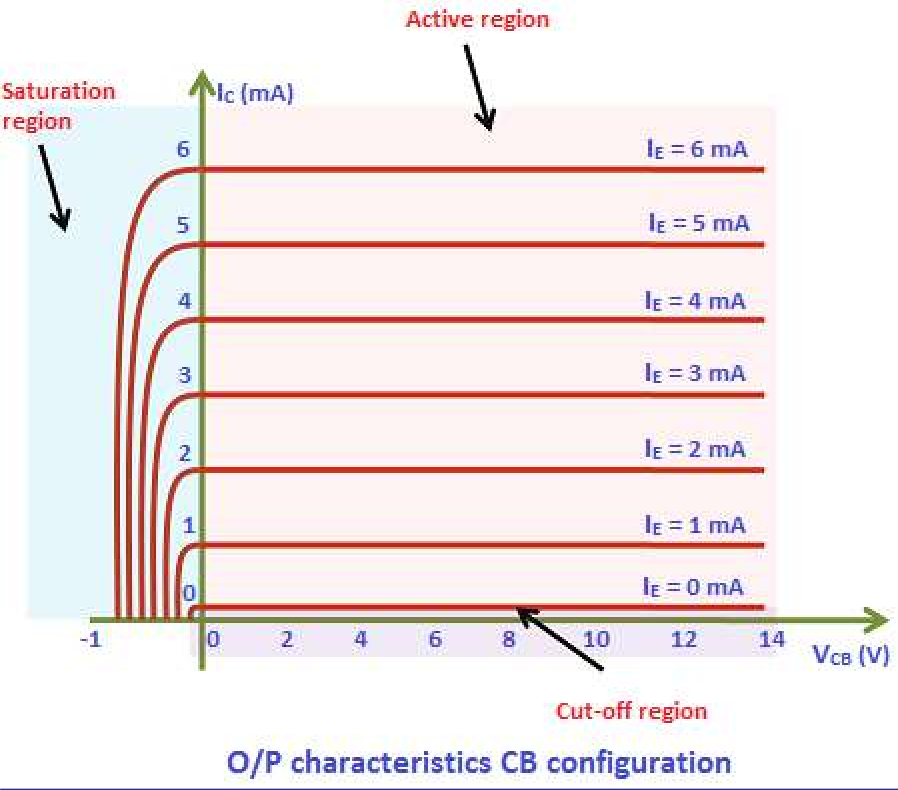 Active region
Saturation
region
IC (mA)
6
IE = 6 mA
5
IE = 5 mA
4
IE = 4 mA
3
IE = 3 mA
2
IE = 2 mA
1
IE = 1 mA
0
IE = 0 mA
-1 0 2 4 6 8 10 12 14
VCB (V)
Cut-off region
O/P characteristics CB configuration